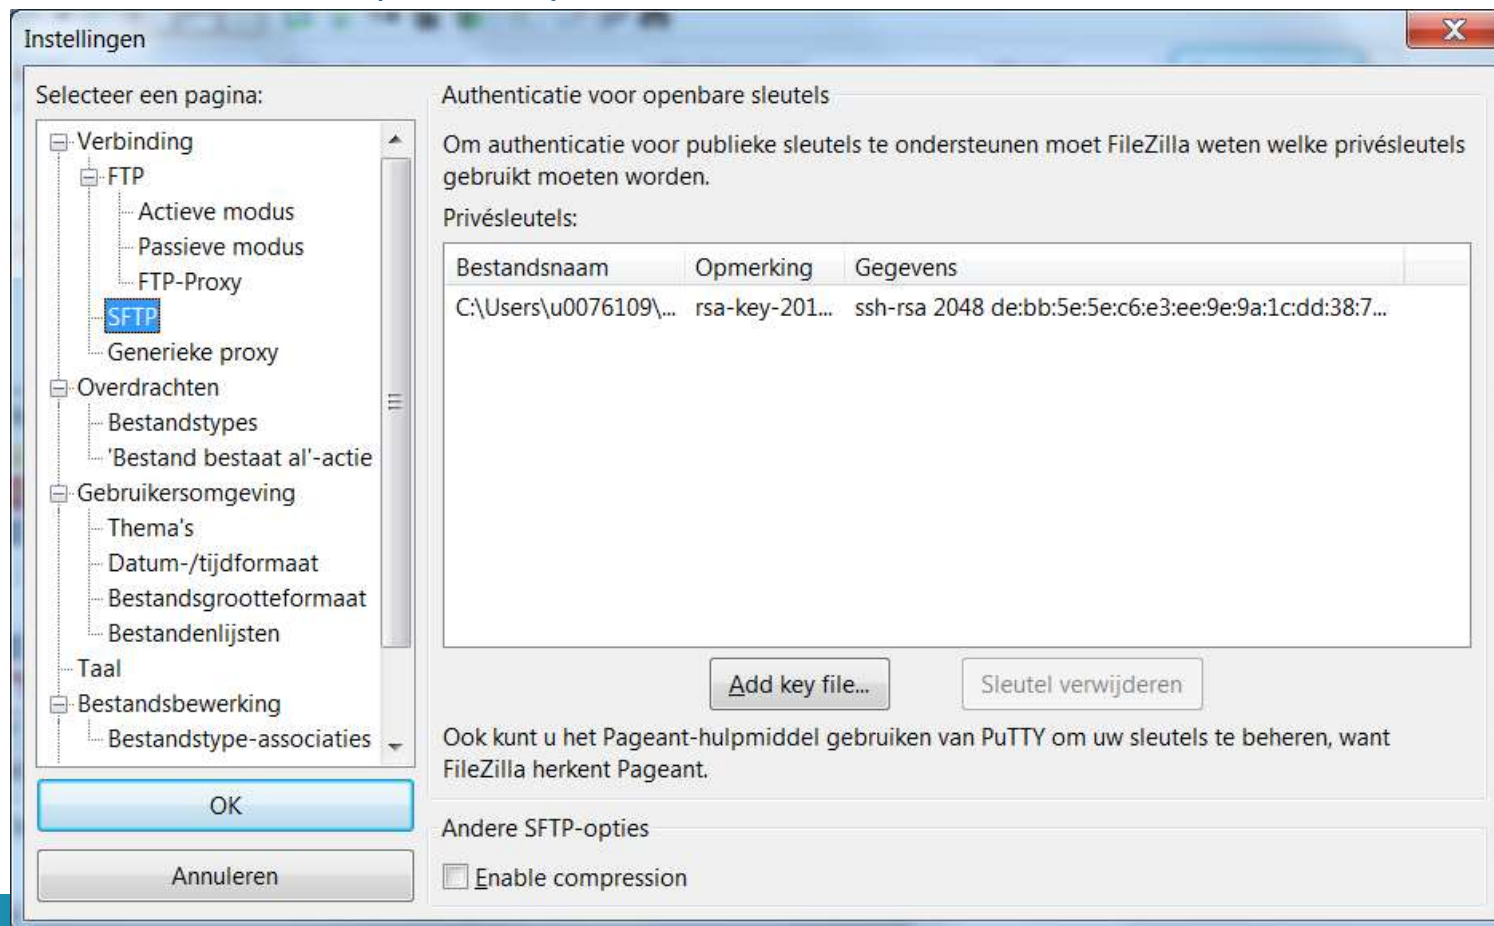 Instellingen
Selecteer een pagina:
Verbinding
FTP
Actieve modus
Passieve modus
FTP-Proxy
SFTP
Generieke proxy
Overdrachten
Bestandstypes
'Bestand bestaat al'-actie
Gebruikersomgeving
Thema's
Datum-/tijdformaat
Bestandsgrootteformaat
Bestandenlijsten
Taal
Bestandsbewerking
Bestandstype-associaties
OK
Annuleren
Authenticatie voor openbare sleutels
Om authenticatie voor publieke sleutels te ondersteunen moet FileZilla weten welke privésleutels
gebruikt moeten worden.
Privésleutels:
Bestandsnaam Opmerking Gegevens
C:\Users\u0076109\... rsa-key-201... ssh-rsa 2048 de:bb:5e:5e:c6:e3:ee:9e:9a:1c:dd:38:7...
Add key file... Sleutel verwijderen
Ook kunt u het Pageant-hulpmiddel gebruiken van PuTTY om uw sleutels te beheren, want
FileZilla herkent Pageant.
Andere SFTP-opties
Enable compression